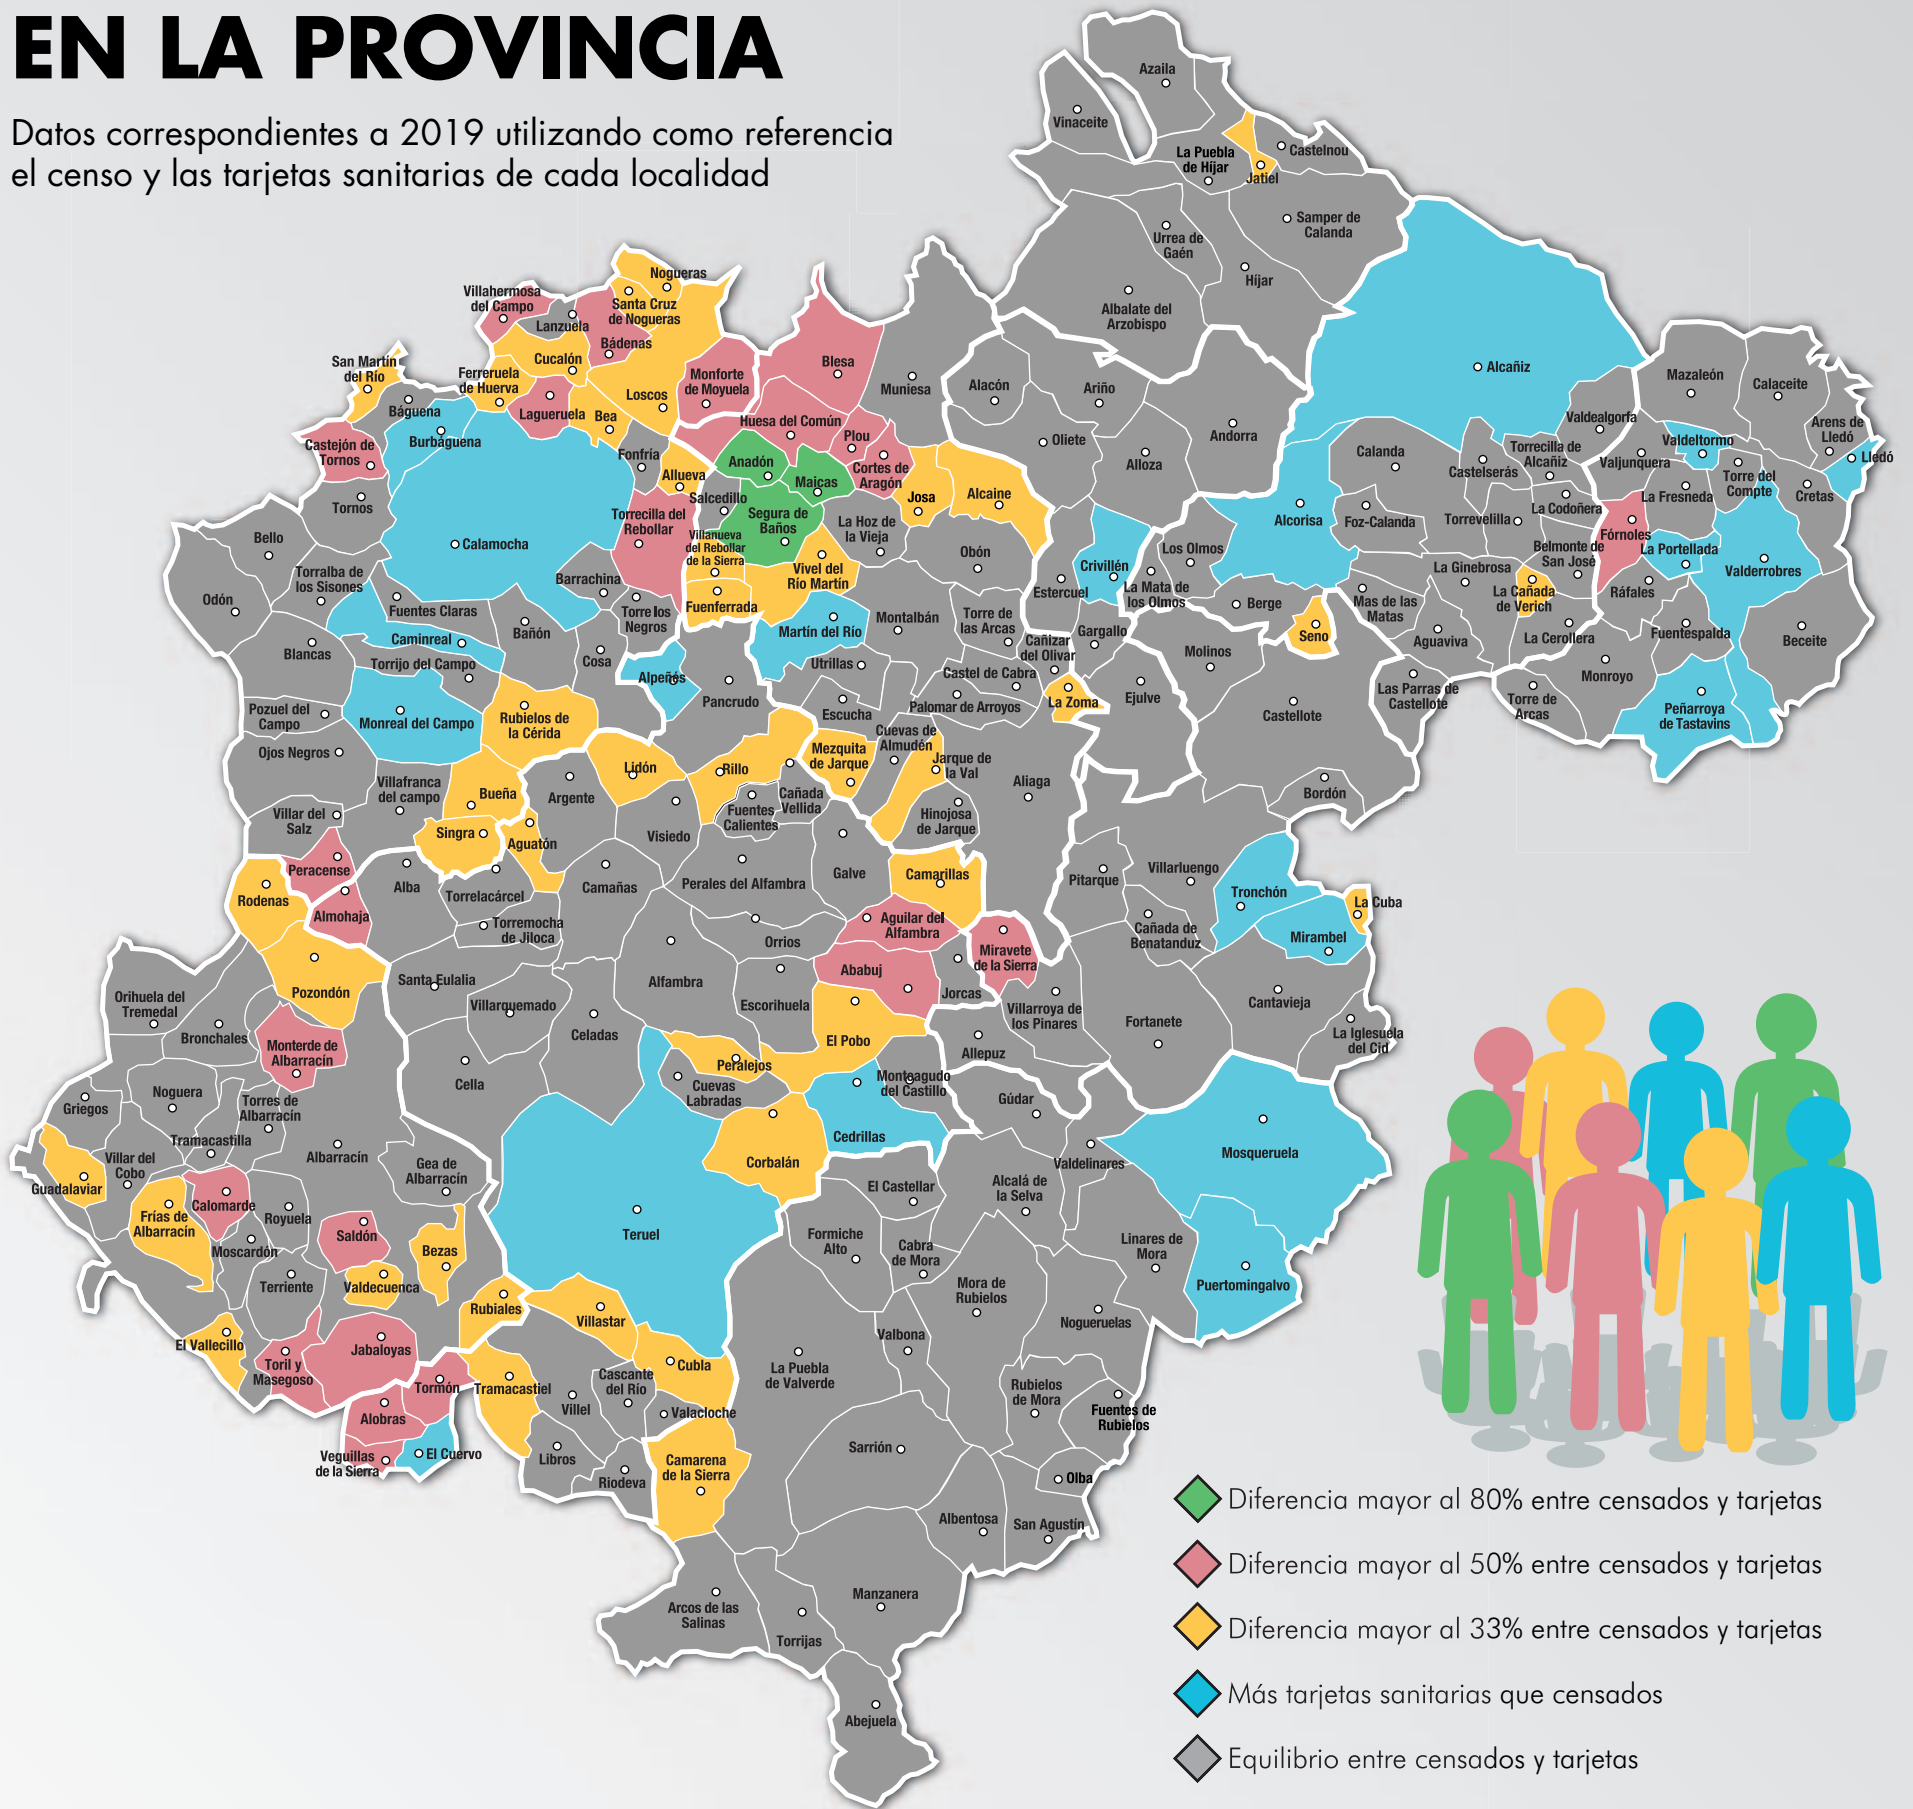 EN LA PROVINCIA
Datos correspondientes a 2019 utilizando como referencia
el censo y las tarjetas sanitarias de cada localidad
Azaila
Vinaceite
La Puebla
de Híjar
Castelnou
Jatiel
Samper de
Calanda
Urrea de
Gaén
Híjar
Albalate del
Arzobispo
Nogueras
Villahermosa
del Campo
Santa Cruz
de Nogueras
Lanzuela
Bádenas
Cucalón
San Martín
del Río
Ferreruela
de Huerva
Loscos
Monforte
de Moyuela
Blesa
Muniesa
Alacón
Ariño
Alcañiz
Mazaleón
Calaceite
Báguena
Lagueruela
Bea
Burbáguena
Huesa del Común
Plou
Oliete
Andorra
Valdealgorfa
Arens de
Lledó
Castejón de
Tornos
Fonfría
Allueva
Anadón
Maicas
Cortes de
Aragón
Josa
Alcaine
Alloza
Calanda
Castelserás
Torrecilla de
Alcañiz
Valjunquera
Valdeltormo
Lledó
Torre del
Compte
Cretas
Tornos
Salcedillo
Torrecilla del
Rebollar
Segura de
Baños
La Hoz de
la Vieja
Alcorisa
Foz-Calanda
Torrevelilla
La Codoñera
La Fresneda
Fórnoles
Bello
Calamocha
Villanueva
del Rebollar
de la Sierra
Vivel del
Río Martín
Obón
Crivillén
Los Olmos
Belmonte de
San José
La Portellada
Valderrobres
Torralba de
los Sisones
Odón
Barrachina
Fuentes Claras
Torre los
Negros
Fuenferrada
Estercuel
La Mata de
los Olmos
Berge
La Ginebrosa
La Cañada
de Verich
Ráfales
Mas de las
Matas
Seno
Bañón
Caminreal
Blancas
Torrijo del Campo
Cosa
Martín del Río
Montalbán
Torre de
las Arcas
Cañizar
del Olivar
Gargallo
Aguaviva
La Cerollera
Fuentespalda
Beceite
Alpeñés
Pancrudo
Utrillas
Castel de Cabra
Molinos
Monroyo
Pozuel del
Campo
Monreal del Campo
Rubielos de
la Cérida
Escucha
Palomar de Arroyos
La Zoma
Ejulve
Castellote
Las Parras de
Castellote
Torre de
Arcas
Peñarroya
de Tastavins
Ojos Negros
Lidón
Rillo
Mezquita
de Jarque
Cuevas de
Almudén
Jarque de
la Val
Aliaga
Bordón
Villafranca
del campo
Bueña
Argente
Visiedo
Fuentes
Calientes
Cañada
Vellida
Hinojosa
de Jarque
Villar del
Salz
Singra
Aguatón
Peracense
Alba
Torrelacárcel
Camañas
Perales del Alfambra
Galve
Camarillas
Pitarque
Villarluengo
Tronchón
La Cuba
Rodenas
Almohaja
Torremocha
de Jiloca
Orrios
Aguilar del
Alfambra
Miravete
de la Sierra
Cañada de
Benatanduz
Mirambel
Pozondón
Santa Eulalia
Villarquemado
Alfambra
Escorihuela
Ababuj
Jorcas
Villarroya de
los Pinares
Fortanete
Cantavieja
La Iglesuela
del Cid
Orihuela del
Tremedal
Bronchales
Monterde de
Albarracín
Celadas
El Pobo
Allepuz
Cella
Peralejos
Cuevas
Labradas
Monteagudo
del Castillo
Griegos
Noguera
Torres de
Albarracín
Gúdar
Tramacastilla
Cedrillas
Villar del
Cobo
Albarracín
Gea de
Albarracín
Corbalán
Valdelinares
Mosqueruela
Guadalaviar
Calomarde
Royuela
Frías de
Albarracín
Saldón
Moscardón
Bezas
Teruel
El Castellar
Alcalá de
la Selva
Formiche
Alto
Cabra
de Mora
Linares de
Mora
Puertomingalvo
Terriente
Valdecuenca
Rubiales
Villastar
Mora de
Rubielos
Nogueruelas
El Vallecillo
Toril y
Masegoso
Jabaloyas
Tormón
Cubla
Valbona
La Puebla
de Valverde
Tramacastiel
Cascante
del Río
Villel
Valacloche
Rubielos
de Mora
Fuentes de
Rubielos
Alobras
Veguillas
de la Sierra
El Cuervo
Libros
Riodeva
Camarena
de la Sierra
Sarrión
Olba
Albentosa
San Agustín
Arcos de las
Salinas
Torrijas
Manzanera
Abejuela
Diferencia mayor al 80% entre censados y tarjetas
Diferencia mayor al 50% entre censados y tarjetas
Diferencia mayor al 33% entre censados y tarjetas
Más tarjetas sanitarias que censados
Equilibrio entre censados y tarjetas